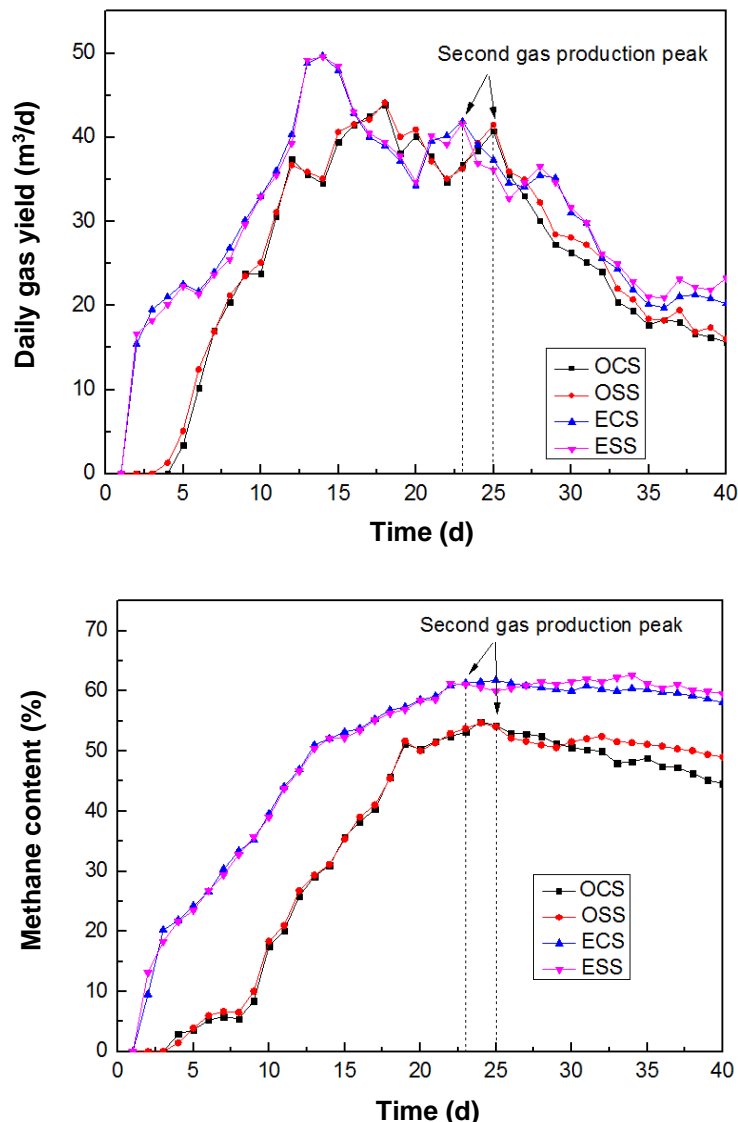 Second gas production peak
Daily gas yield (m³/d)
50
40
30
20
10
0
OCS
OSS
ECS
ESS
0 5 10 15 20 25 30 35 40
Time (d)
Second gas production peak
Methane content (%)
70
60
50
40
30
20
10
0
OCS
OSS
ECS
ESS
0 5 10 15 20 25 30 35 40
Time (d)